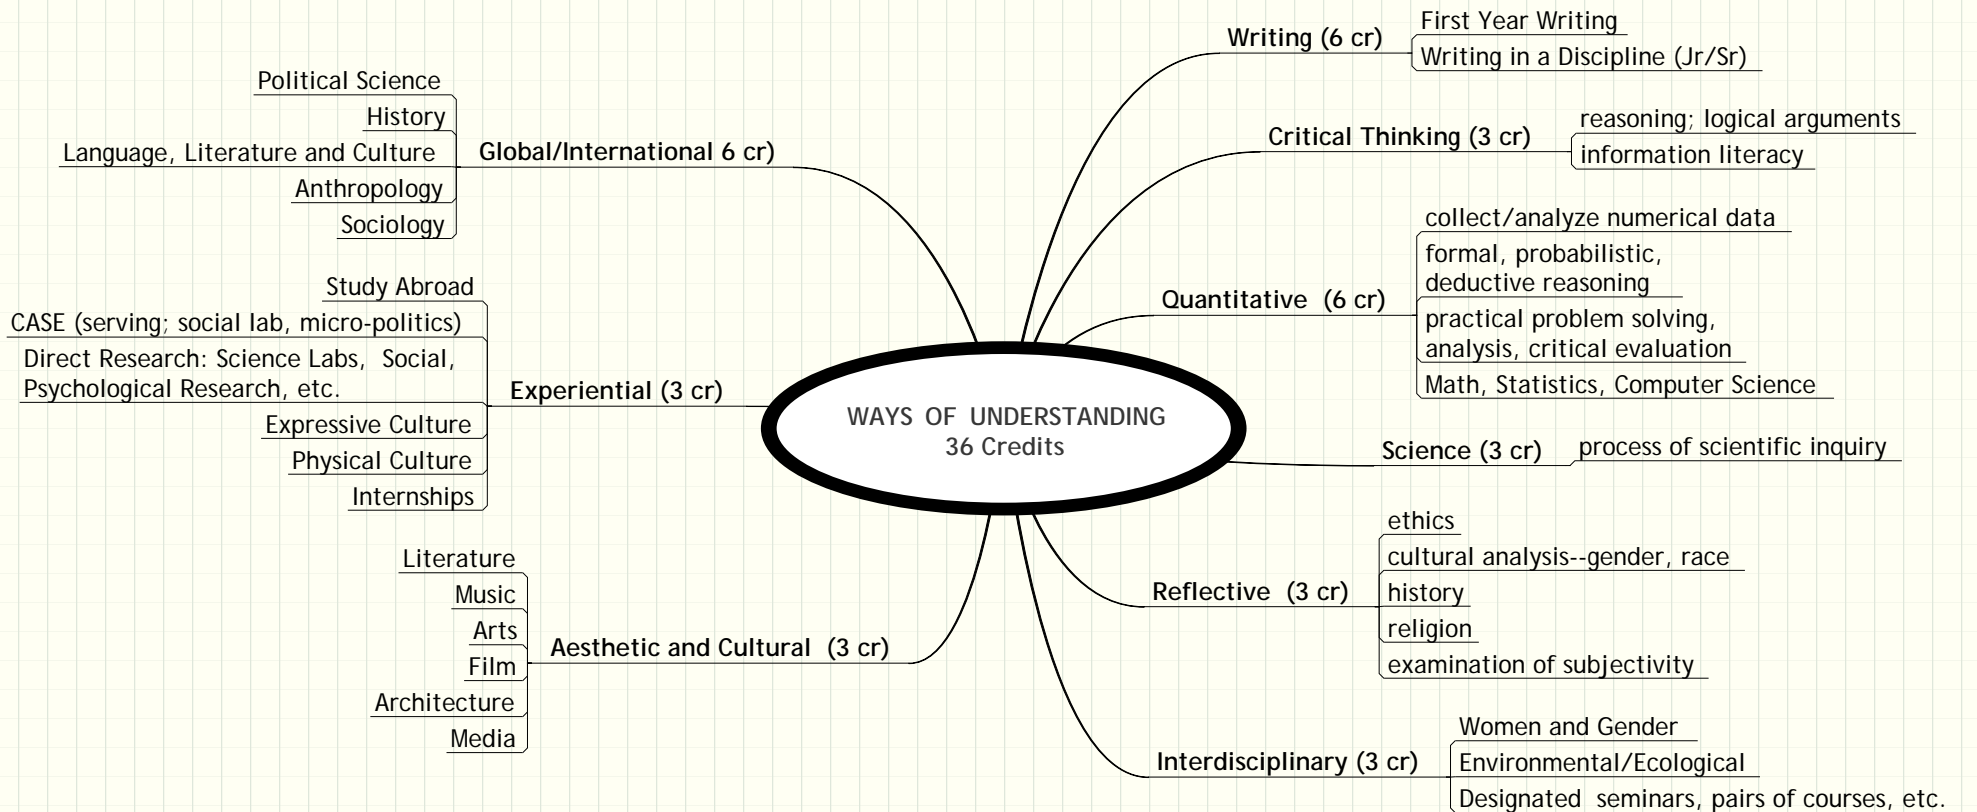 WAYS OF UNDERSTANDING
36 Credits
Writing (6 cr)
First Year Writing
Writing in a Discipline (Jr/Sr)
Critical Thinking (3 cr)
reasoning; logical arguments
information literacy
Quantitative (6 cr)
collect/analyze numerical data
formal, probabilistic,
deductive reasoning
practical problem solving,
analysis, critical evaluation
Math, Statistics, Computer Science
Science (3 cr)
process of scientific inquiry
Reflective (3 cr)
ethics
cultural analysis--gender, race
history
religion
examination of subjectivity
Interdisciplinary (3 cr)
Women and Gender
Environmental/Ecological
Designated seminars, pairs of courses, etc.
Global/International 6 cr)
Political Science
History
Language, Literature and Culture
Anthropology
Sociology
Experiential (3 cr)
Study Abroad
CASE (serving; social lab, micro-politics)
Direct Research: Science Labs, Social,
Psychological Research, etc.
Expressive Culture
Physical Culture
Internships
Aesthetic and Cultural (3 cr)
Literature
Music
Arts
Film
Architecture
Media